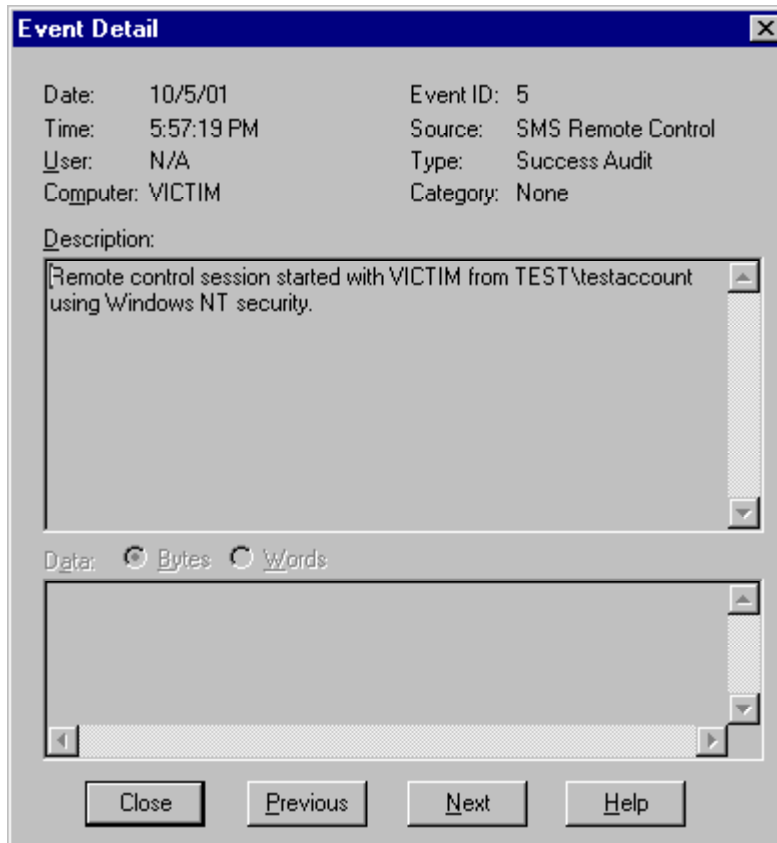 Event Detail
Date: 10/5/01 Event ID: 5
Time: 5:57:19 PM Source: SMS Remote Control
User: N/A Type: Success Audit
Computer: VICTIM Category: None
Description:
Remote control session started with VICTIM from TEST\testaccount
using Windows NT security.
Data: Bytes Words
Close Previous Next Help